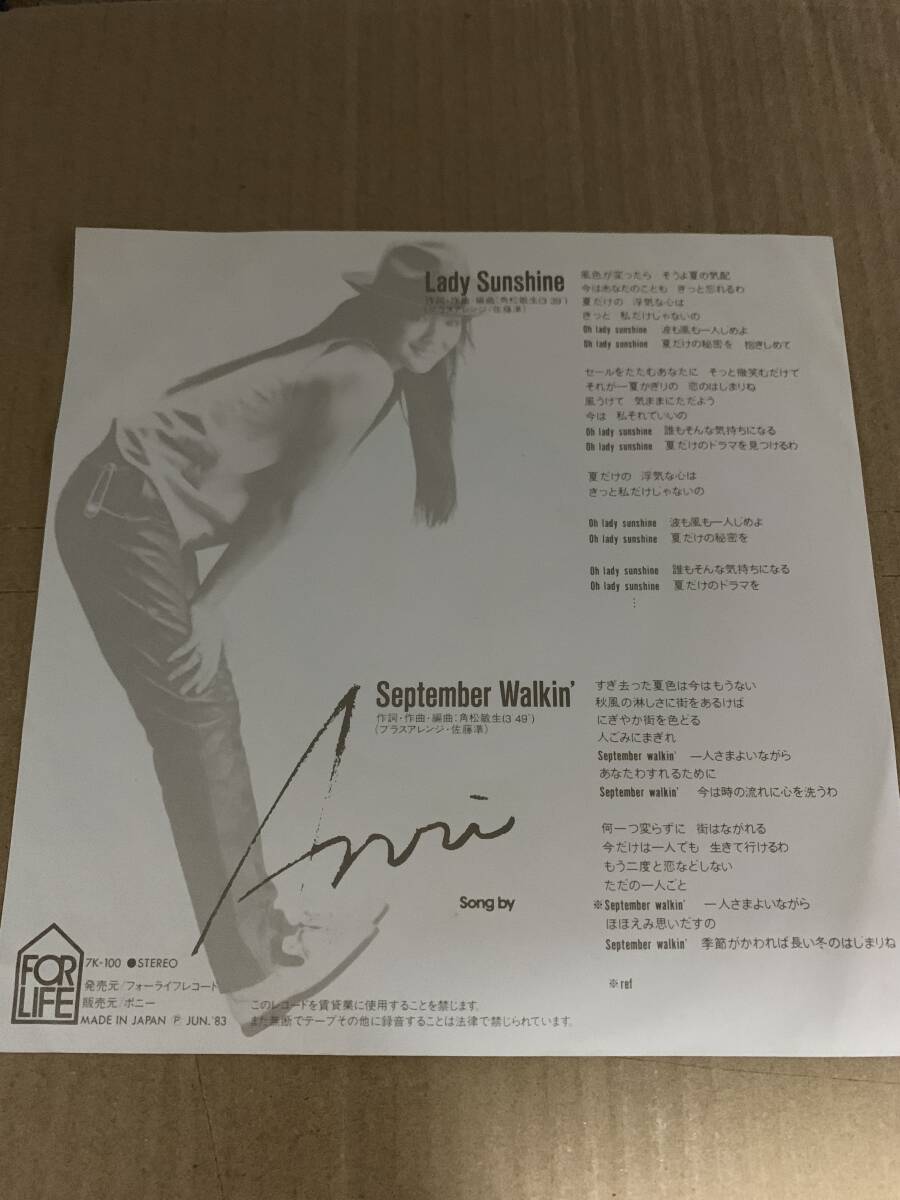 Lady Sunshine
作詞・作曲・編曲:角松敏生(3′39″)
(ブラスアレンジ・佐藤準)
風色が変ったら そうよ夏の気配
今はあなたのことも きっと忘れるわ
夏だけの 浮気な心は
きっと 私だけじゃないの
Oh lady sunshine 波も風も一人じめよ
Oh lady sunshine 夏だけの秘密を 抱きしめて
セールをたたむあなたに そっと微笑むだけで
それが一夏かぎりの 恋のはじまりね
風うけて 気ままにただよう
今は 私それでいいの
Oh lady sunshine 誰もそんな気持ちになる
Oh lady sunshine 夏だけのドラマを見つけるわ
夏だけの 浮気な心は
きっと私だけじゃないの
Oh lady sunshine 波も風も一人じめよ
Oh lady sunshine 夏だけの秘密を
Oh lady sunshine 誰もそんな気持ちになる
Oh lady sunshine 夏だけのドラマを
⋮
September Walkin'
作詞・作曲・編曲:角松敏生(3′49″)
(ブラスアレンジ・佐藤準)
すぎ去った夏色は今はもうない
秋風の淋しさに街をあるけば
にぎやか街を色どる
人ごみにまぎれ
September walkin' 一人さまよいながら
あなたわすれるために
September walkin' 今は時の流れに心を洗うわ
何一つ変らずに 街はながれる
今だけは一人でも 生きて行けるわ
もう二度と恋などしない
ただの一人ごと
※September walkin' 一人さまよいながら
ほほえみ思いだすの
September walkin' 季節がかわれば長い冬のはじまりね
※ref
Song by
Anri
FOR LIFE
7K-100 ●STEREO
発売元/フォーライフレコード
販売元/ポニー
MADE IN JAPAN Ⓟ JUN.'83
このレコードを賃貸業に使用することを禁じます。
また無断でテープその他に録音することは法律で禁じられています。